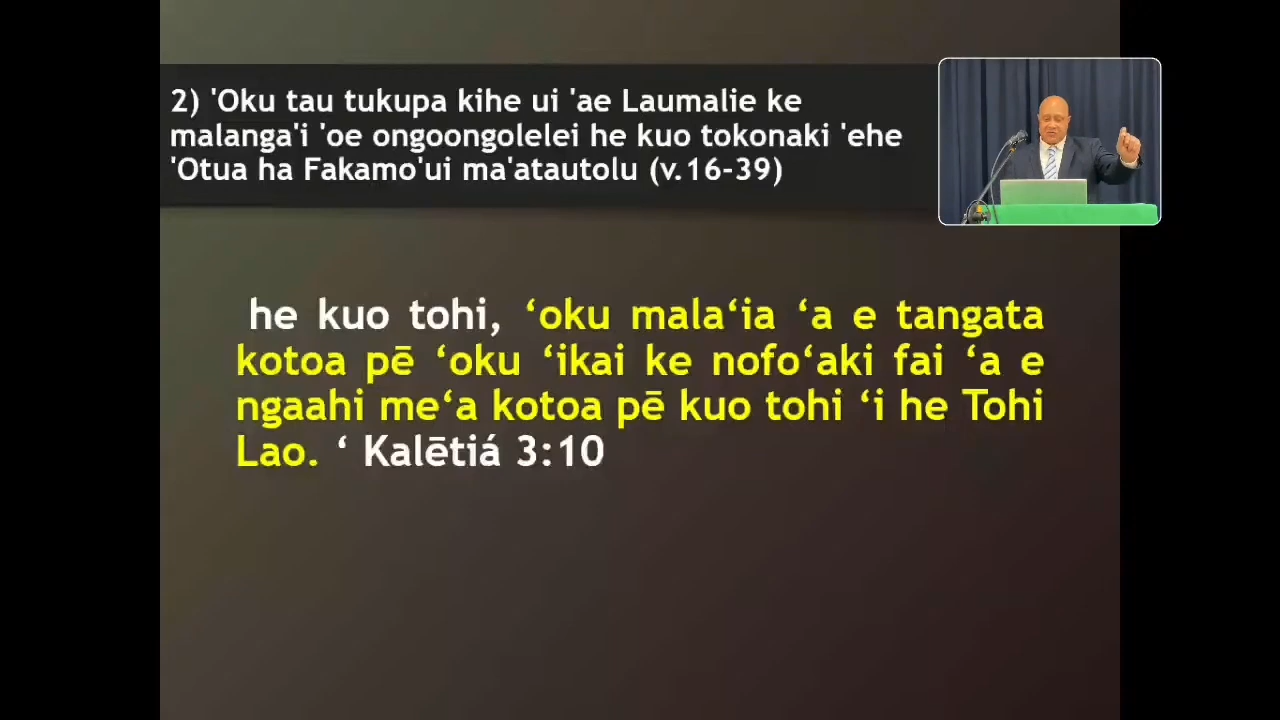 2) 'Oku tau tukupa kihe ui 'ae Laumalie ke
malanga'i 'oe ongoongolelei he kuo tokonaki 'ehe
'Otua ha Fakamo'ui ma'atautolu (v.16-39)
he kuo tohi, ‘oku mala‘ia ‘a e tangata
kotoa pē ‘oku ‘ikai ke nofo‘aki fai ‘a e
ngaahi me‘a kotoa pē kuo tohi ‘i he Tohi
Lao. ‘ Kalētiá 3:10